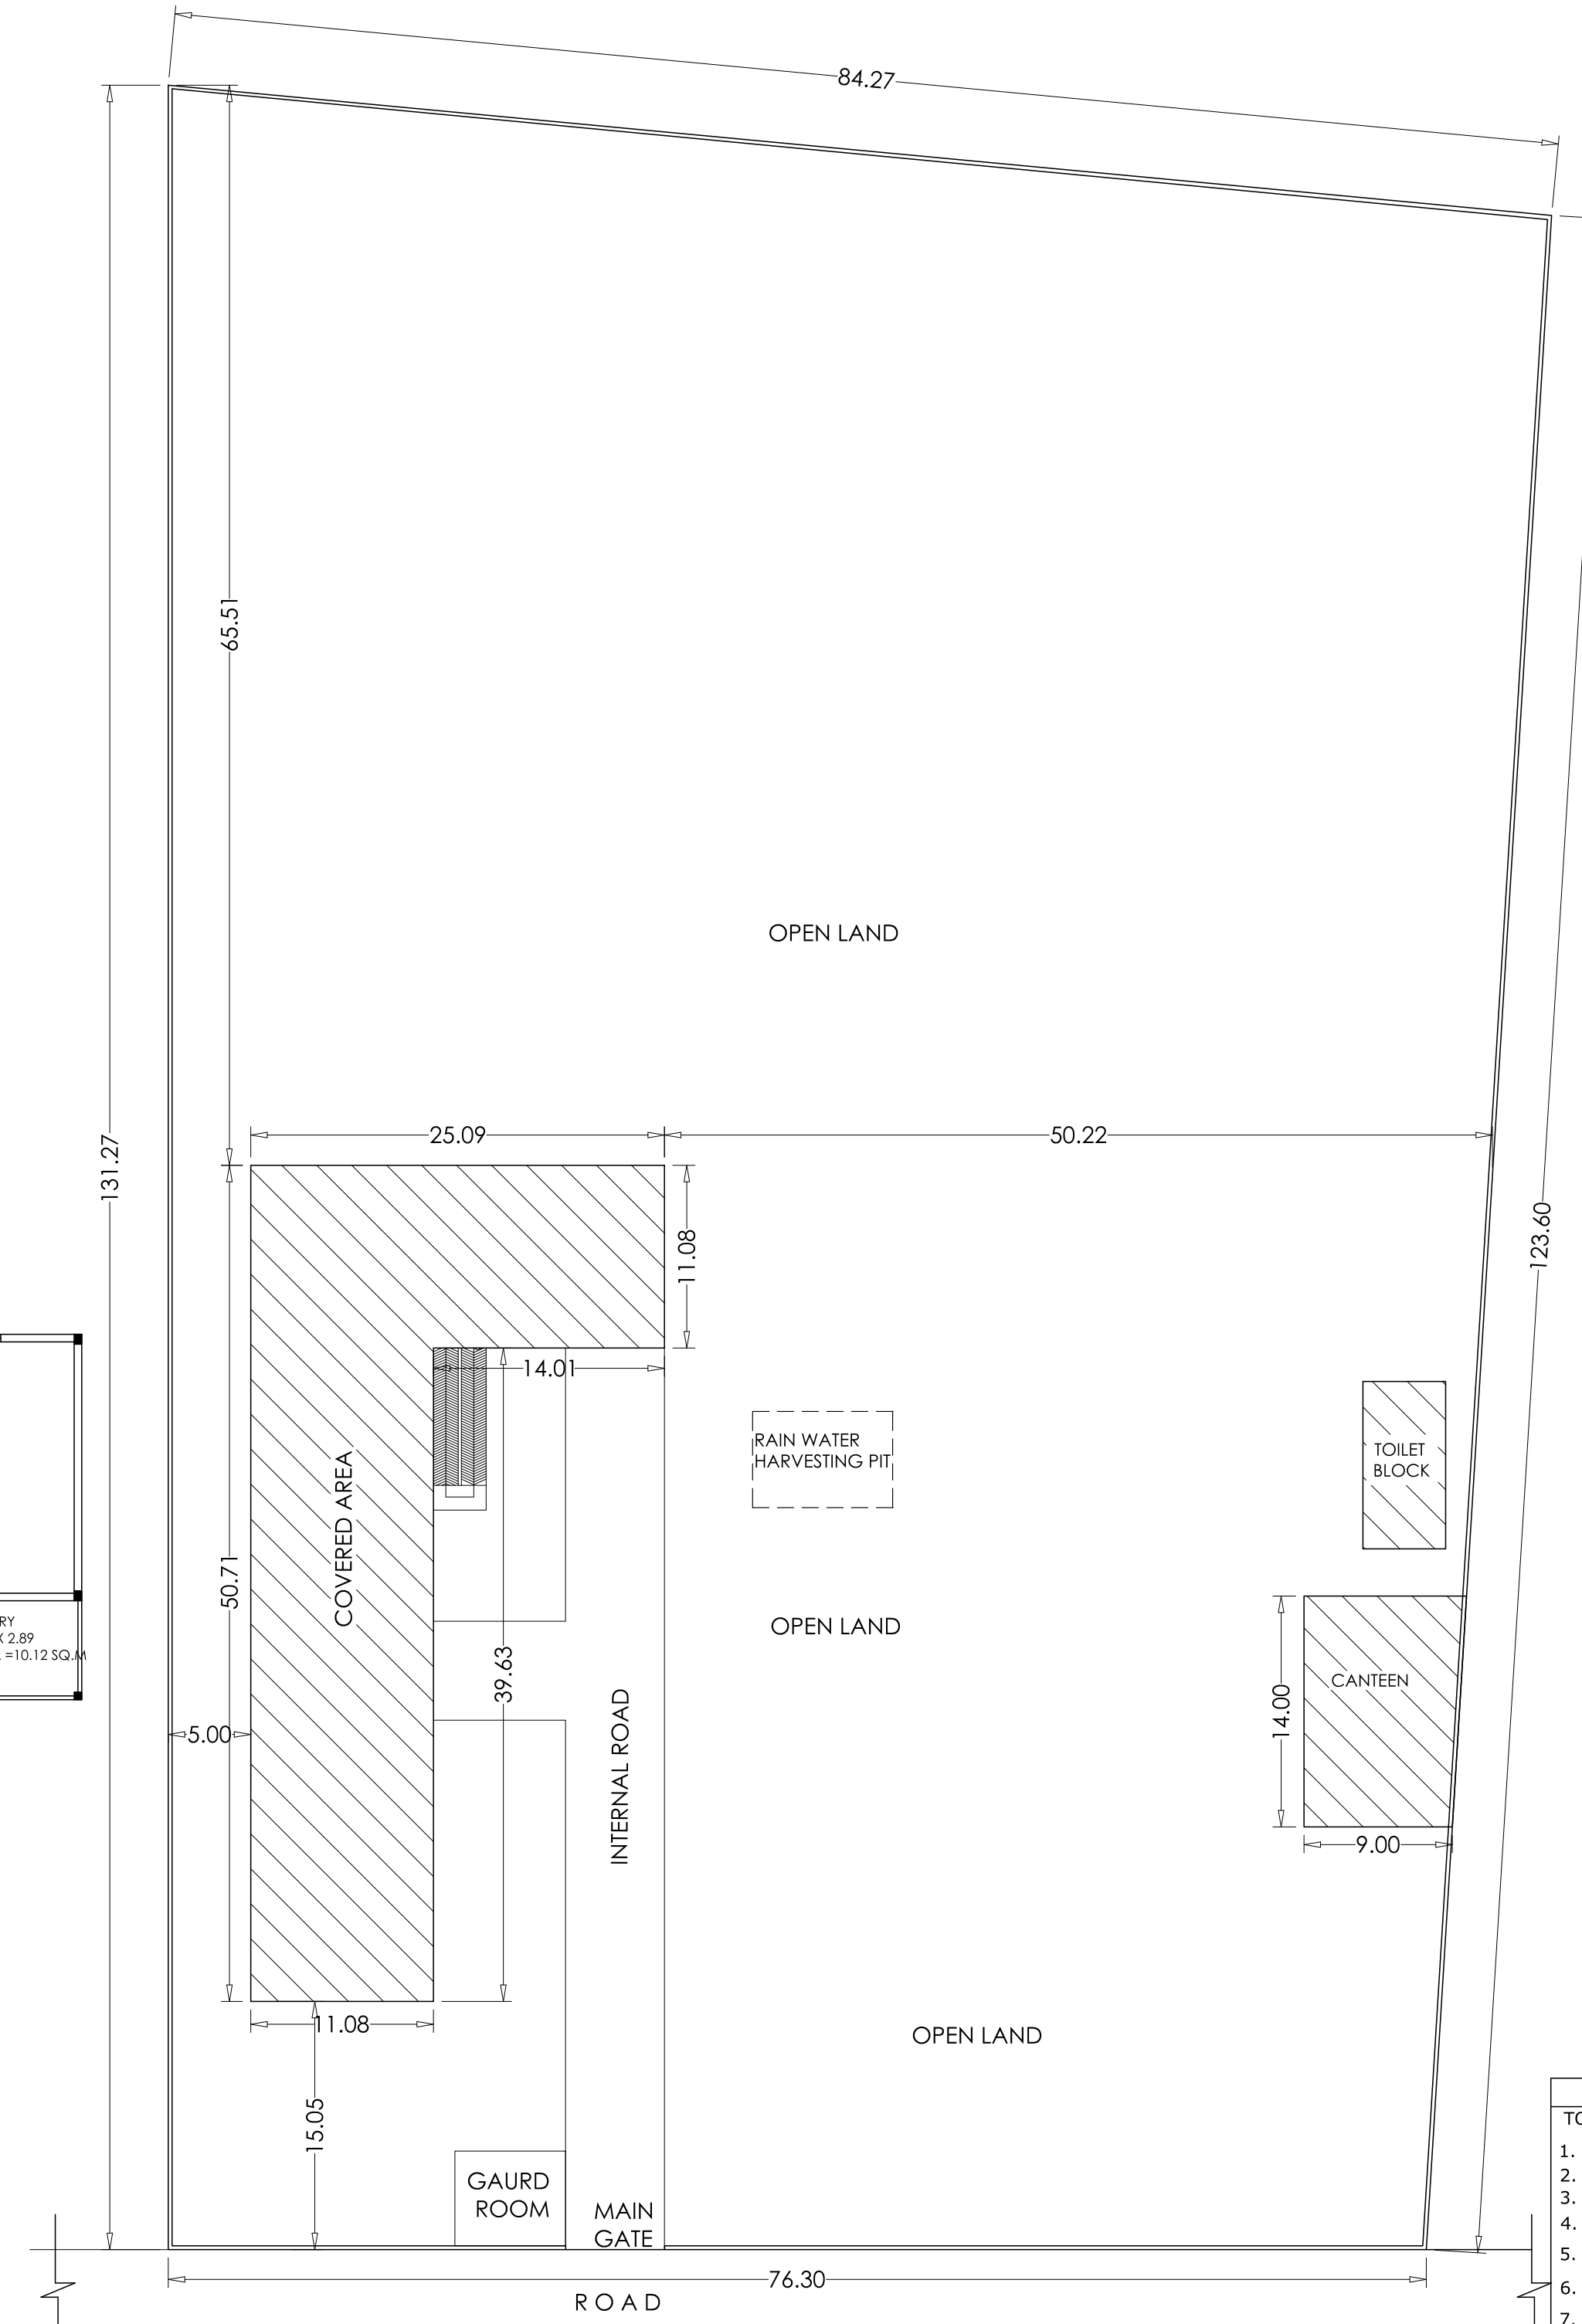 84.27
65.51
OPEN LAND
25.09
50.22
131.27
11.08
123.60
14.01
RAIN WATER
HARVESTING PIT
TOILET
BLOCK
COVERED AREA
50.71
RY
X 2.89
=10.12 SQ.M
OPEN LAND
39.63
CANTEEN
14.00
5.00
INTERNAL ROAD
9.00
11.08
OPEN LAND
15.05
GAURD
ROOM
MAIN
GATE
TO
1.
2.
3.
4.
5.
6.
7.
76.30
ROAD